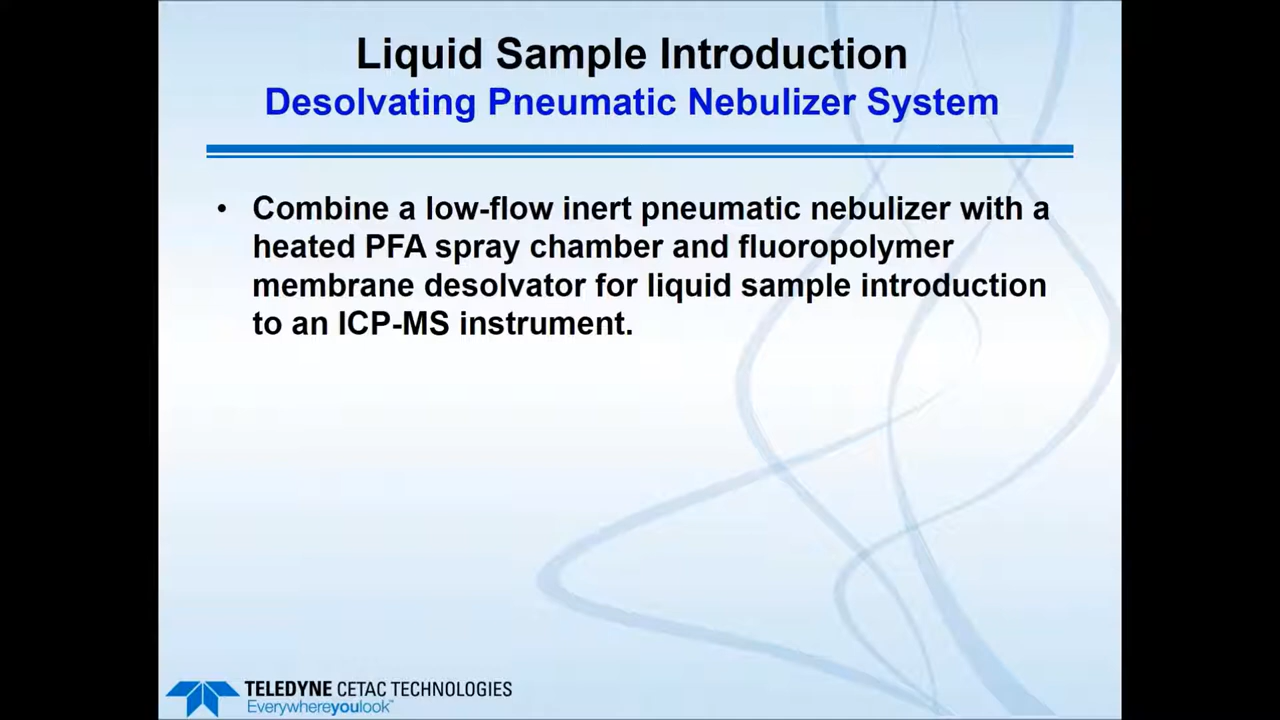 Liquid Sample Introduction
Desolvating Pneumatic Nebulizer System
• Combine a low-flow inert pneumatic nebulizer with a
heated PFA spray chamber and fluoropolymer
membrane desolvator for liquid sample introduction
to an ICP-MS instrument.
TELEDYNE CETAC TECHNOLOGIES
Everywhereyoulook™